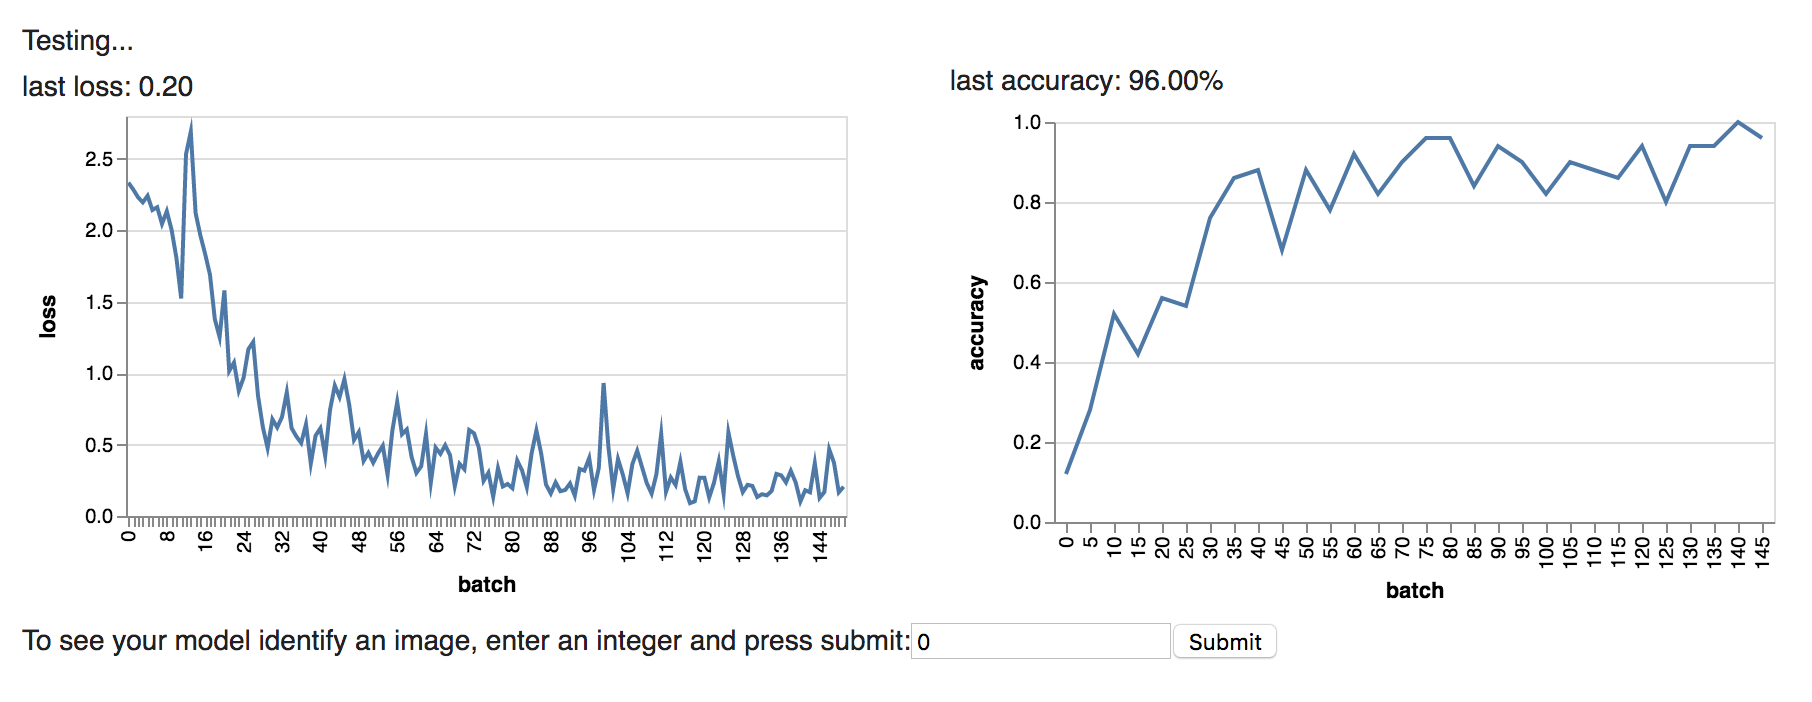 Testing...
last loss: 0.20
2.5
2.0
1.5
1.0
0.5
0.0
loss
0 8 16 24 32 40 48 56 64 72 80 88 96 104 112 120 128 136 144
batch
last accuracy: 96.00%
1.0
0.8
0.6
0.4
0.2
0.0
accuracy
0 5 10 15 20 25 30 35 40 45 50 55 60 65 70 75 80 85 90 95 100 105 110 115 120 125 130 135 140 145
batch
To see your model identify an image, enter an integer and press submit: 0 Submit